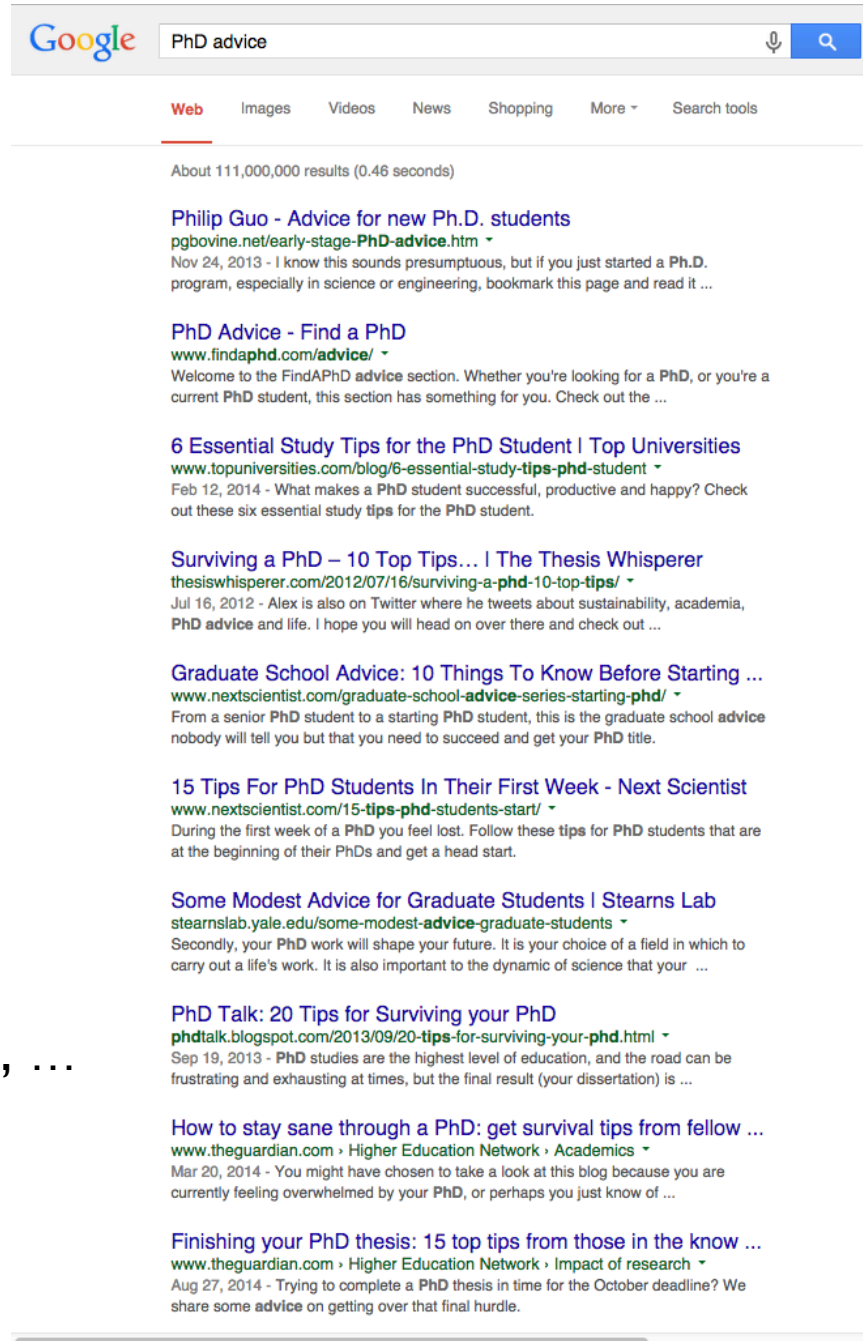 Google PhD advice
Web Images Videos News Shopping More Search tools
About 111,000,000 results (0.46 seconds)
Philip Guo - Advice for new Ph.D. students
pgbovine.net/early-stage-PhD-advice.htm
Nov 24, 2013 - I know this sounds presumptuous, but if you just started a Ph.D.
program, especially in science or engineering, bookmark this page and read it ...
PhD Advice - Find a PhD
www.findaphd.com/advice/
Welcome to the FindAPhD advice section. Whether you're looking for a PhD, or you're a
current PhD student, this section has something for you. Check out the ...
6 Essential Study Tips for the PhD Student | Top Universities
www.topuniversities.com/blog/6-essential-study-tips-phd-student
Feb 12, 2014 - What makes a PhD student successful, productive and happy? Check
out these six essential study tips for the PhD student.
Surviving a PhD – 10 Top Tips… | The Thesis Whisperer
thesiswhisperer.com/2012/07/16/surviving-a-phd-10-top-tips/
Jul 16, 2012 - Alex is also on Twitter where he tweets about sustainability, academia,
PhD advice and life. I hope you will head on over there and check out ...
Graduate School Advice: 10 Things To Know Before Starting ...
www.nextscientist.com/graduate-school-advice-series-starting-phd/
From a senior PhD student to a starting PhD student, this is the graduate school advice
nobody will tell you but that you need to succeed and get your PhD title.
15 Tips For PhD Students In Their First Week - Next Scientist
www.nextscientist.com/15-tips-phd-students-start/
During the first week of a PhD you feel lost. Follow these tips for PhD students that are
at the beginning of their PhDs and get a head start.
Some Modest Advice for Graduate Students | Stearns Lab
stearnslab.yale.edu/some-modest-advice-graduate-students
Secondly, your PhD work will shape your future. It is your choice of a field in which to
carry out a life's work. It is also important to the dynamic of science that your ...
PhD Talk: 20 Tips for Surviving your PhD
phdtalk.blogspot.com/2013/09/20-tips-for-surviving-your-phd.html
, …
Sep 19, 2013 - PhD studies are the highest level of education, and the road can be
frustrating and exhausting at times, but the final result (your dissertation) is ...
How to stay sane through a PhD: get survival tips from fellow ...
www.theguardian.com › Higher Education Network › Academics
Mar 20, 2014 - You might have chosen to take a look at this blog because you are
currently feeling overwhelmed by your PhD, or perhaps you just know of ...
Finishing your PhD thesis: 15 top tips from those in the know ...
www.theguardian.com › Higher Education Network › Impact of research
Aug 27, 2014 - Trying to complete a PhD thesis in time for the October deadline? We
share some advice on getting over that final hurdle.